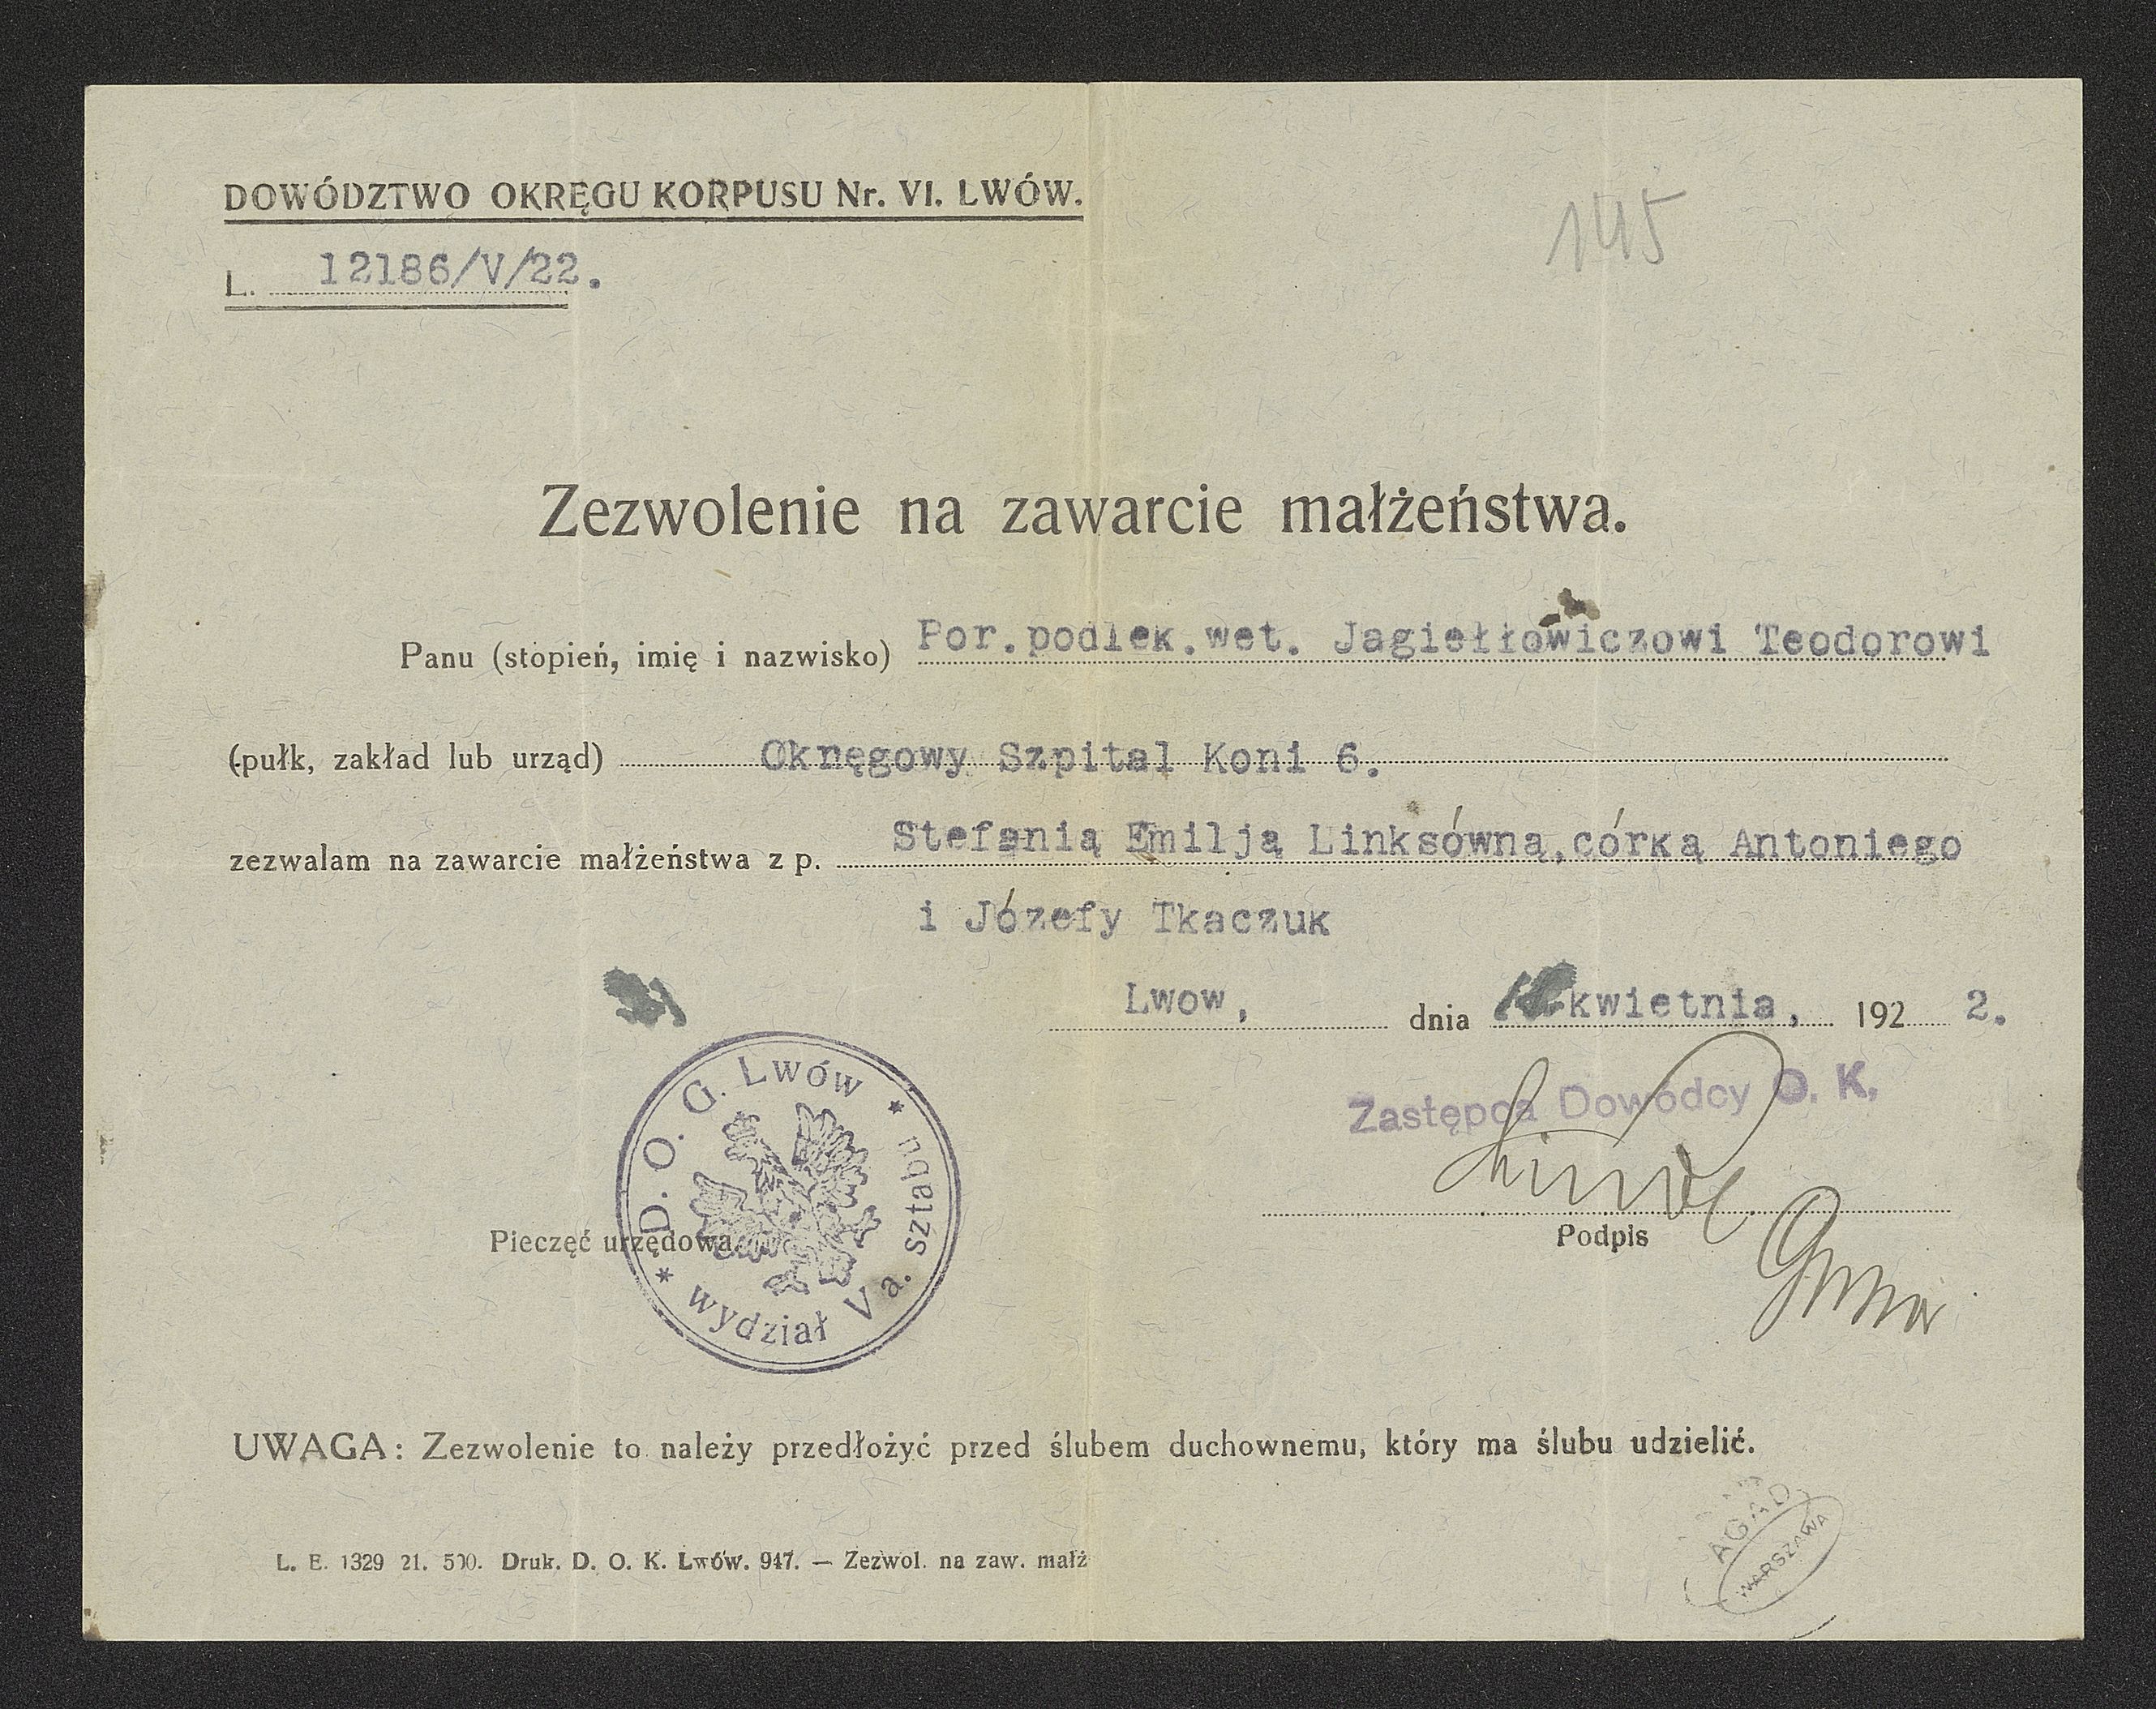 DOWÓDZTWO OKRĘGU KORPUSU Nr. VI. LWÓW.
145
L. 12186/V/22.
Zezwolenie na zawarcie małżeństwa.
Panu (stopień, imię i nazwisko) Por.podlek.wet. Jagiełłowiczowi Teodorowi
(pułk, zakład lub urząd) Okręgowy Szpital Koni 6.
zezwalam na zawarcie małżeństwa z p. Stefanią Emilją Linksówną,córką Antoniego
i Józefy Tkaczuk
Lwow, dnia kwietnia, 192 2.
Zastępca Dowódcy O. K.
D. O. G. Lwów * wydział V a. sztabu *
Pieczęć urzędowa
Podpis
UWAGA: Zezwolenie to należy przedłożyć przed ślubem duchownemu, który ma ślubu udzielić.
L. E. 1329 21. 500. Druk. D. O. K. Lwów. 947. — Zezwol. na zaw. małż
AGAD
WARSZAWA